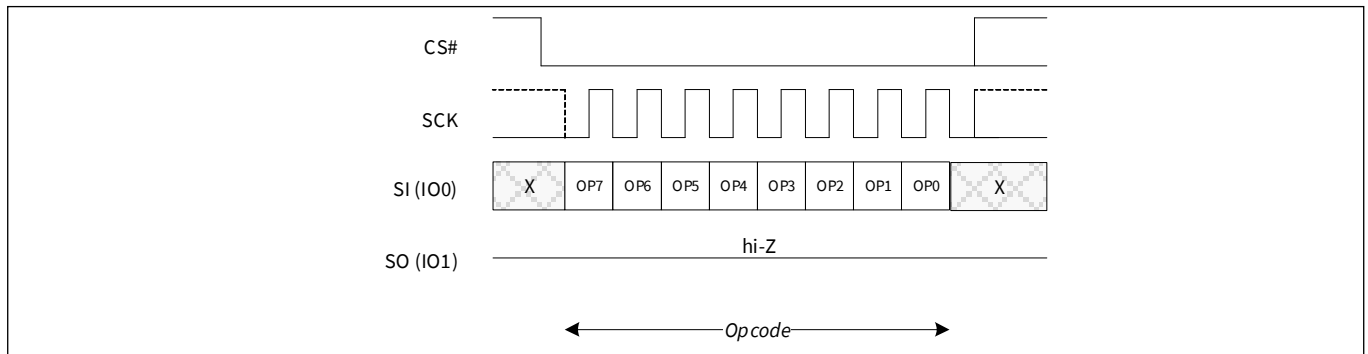 CS#
SCK
SI (IO0) X OP7 OP6 OP5 OP4 OP3 OP2 OP1 OP0 X
hi-Z
SO (IO1)
Opcode